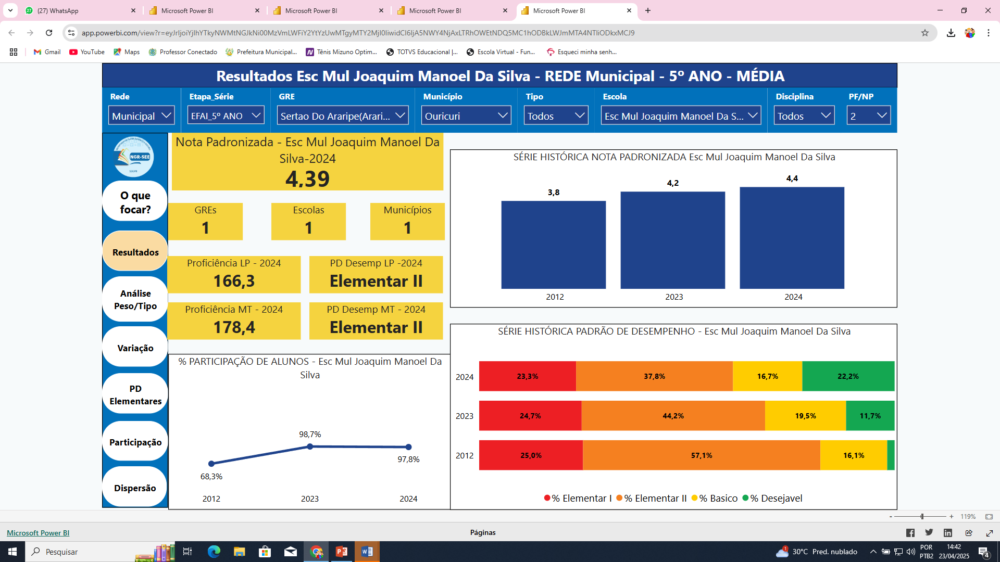 27
(27) WhatsApp
Microsoft Power BI
Microsoft Power BI
Microsoft Power BI
Microsoft Power BI
app.powerbi.com/view?r=eyJrIjoiYjlhYTkyNWMtNGJkNi00MzVmLWFiY2YtYzUwMTgyMTY2MjI0IiwidCI6IjA5NWY4NjAxLTRhOWEtNDQ5MC1hODBkLWJmMTA4NTliODkxMCJ9
Gmail
YouTube
Maps
Professor Conectado
Prefeitura Municipal...
Tênis Mizuno Optim...
TOTVS Educacional |...
Escola Virtual - Fun...
Esqueci minha senh...
Resultados Esc Mul Joaquim Manoel Da Silva - REDE Municipal - 5º ANO - MÉDIA
Rede
Etapa_Série
GRE
Município
Tipo
Escola
Disciplina
PF/NP
Municipal
EFAI_5º ANO
Sertao Do Araripe(Arari...
Ouricuri
Todos
Esc Mul Joaquim Manoel Da S...
Todos
2
NGR-SEE
O que
focar?
Resultados
Análise
Peso/Tipo
Variação
PD
Elementares
Participação
Dispersão
Nota Padronizada - Esc Mul Joaquim Manoel Da
Silva-2024
4,39
GREs
1
Escolas
1
Municípios
1
Proficiência LP - 2024
166,3
PD Desemp LP -2024
Elementar II
Proficiência MT - 2024
178,4
PD Desemp MT - 2024
Elementar II
% PARTICIPAÇÃO DE ALUNOS - Esc Mul Joaquim Manoel Da
Silva
98,7%
97,8%
68,3%
2012
2023
2024
SÉRIE HISTÓRICA NOTA PADRONIZADA Esc Mul Joaquim Manoel Da Silva
3,8
4,2
4,4
2012
2023
2024
SÉRIE HISTÓRICA PADRÃO DE DESEMPENHO - Esc Mul Joaquim Manoel Da Silva
2024
23,3%
37,8%
16,7%
22,2%
2023
24,7%
44,2%
19,5%
11,7%
2012
25,0%
57,1%
16,1%
% Elementar I
% Elementar II
% Basico
% Desejavel
- + 119%
Microsoft Power BI
Páginas
Pesquisar
1
30°C Pred. nublado
POR
PTB2
14:42
23/04/2025
4